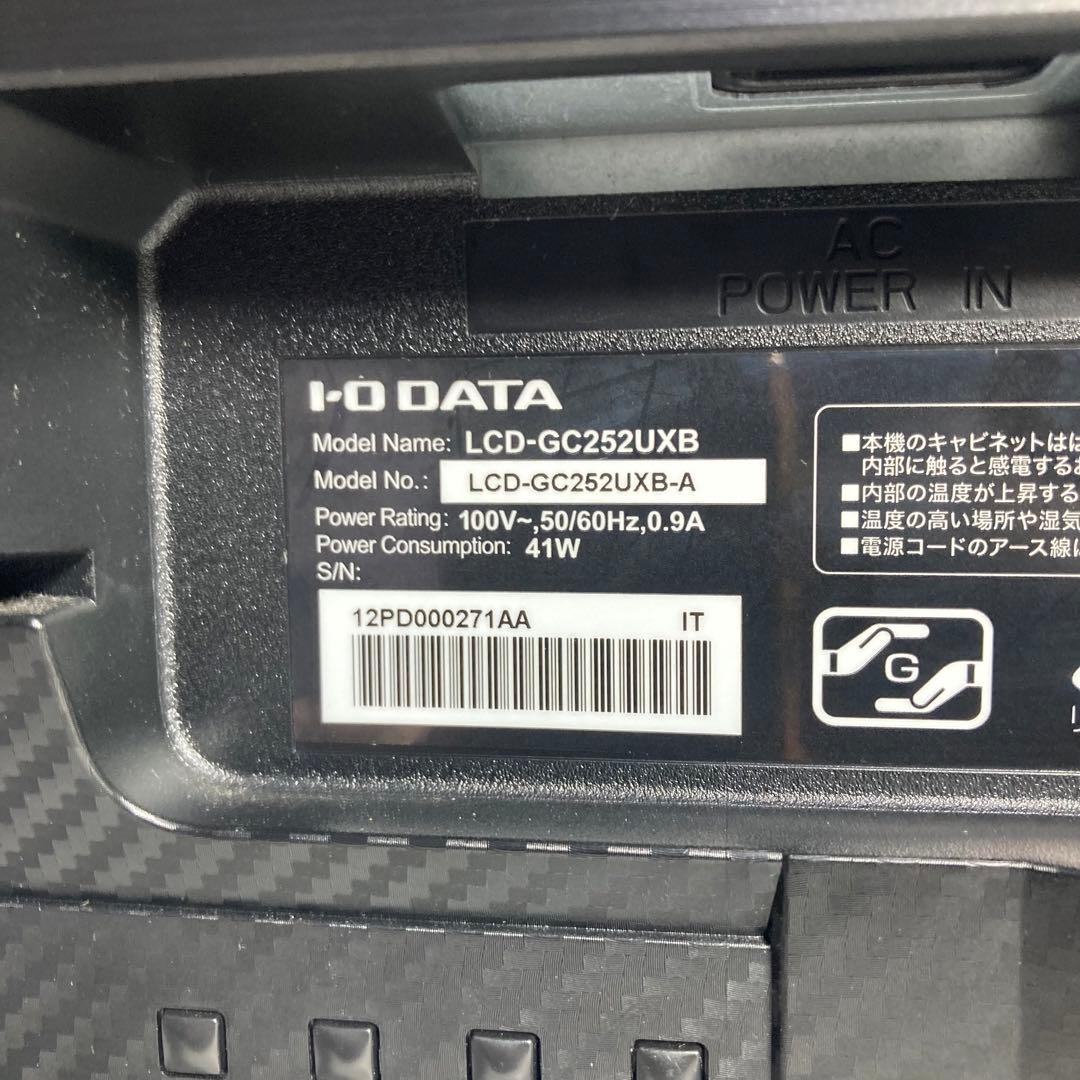 AC
POWER IN
I-O DATA
Model Name: LCD-GC252UXB
Model No.: LCD-GC252UXB-A
Power Rating: 100V~,50/60Hz,0.9A
Power Consumption: 41W
S/N:
12PD000271AA IT
■本機のキャビネットは
内部に触ると感電する
■内部の温度が上昇する
■温度の高い場所や湿気
■電源コードのアース線
G